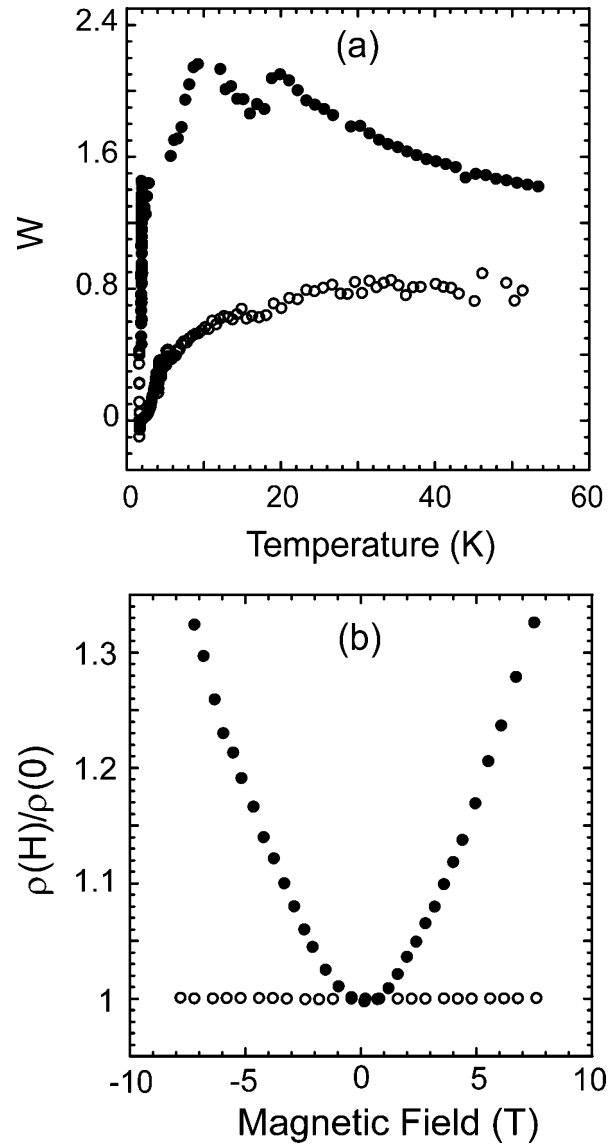 (a)
2.4
1.6
0.8
0
W
0 20 40 60
Temperature (K)
(b)
1.3
1.2
1.1
1
ρ(H)/ρ(0)
-10 -5 0 5 10
Magnetic Field (T)